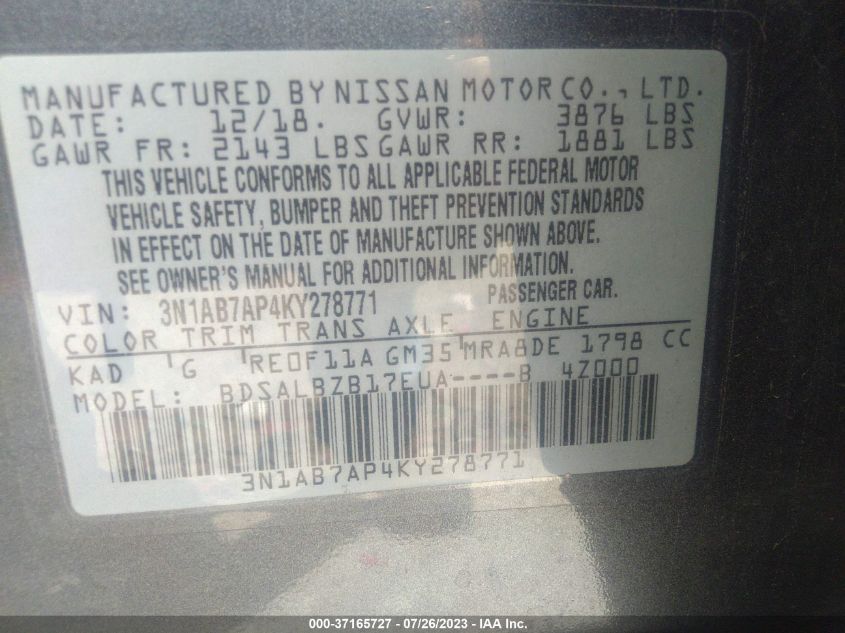 MANUFACTURED BY NISSAN MOTOR CO., LTD.
DATE: 12/18. GVWR: 3876 LBS
GAWR FR: 2143 LBS GAWR RR: 1881 LBS
THIS VEHICLE CONFORMS TO ALL APPLICABLE FEDERAL MOTOR
VEHICLE SAFETY, BUMPER AND THEFT PREVENTION STANDARDS
IN EFFECT ON THE DATE OF MANUFACTURE SHOWN ABOVE.
SEE OWNER'S MANUAL FOR ADDITIONAL INFORMATION.
VIN: 3N1AB7AP4KY278771 PASSENGER CAR.
COLOR TRIM TRANS AXLE ENGINE
KAD G RE0F11A GM35 MRA8DE 1798 CC
MODEL: BDSALBZB17EUA----B 4Z000
3N1AB7AP4KY278771
000-37165727 - 07/26/2023 - IAA Inc.